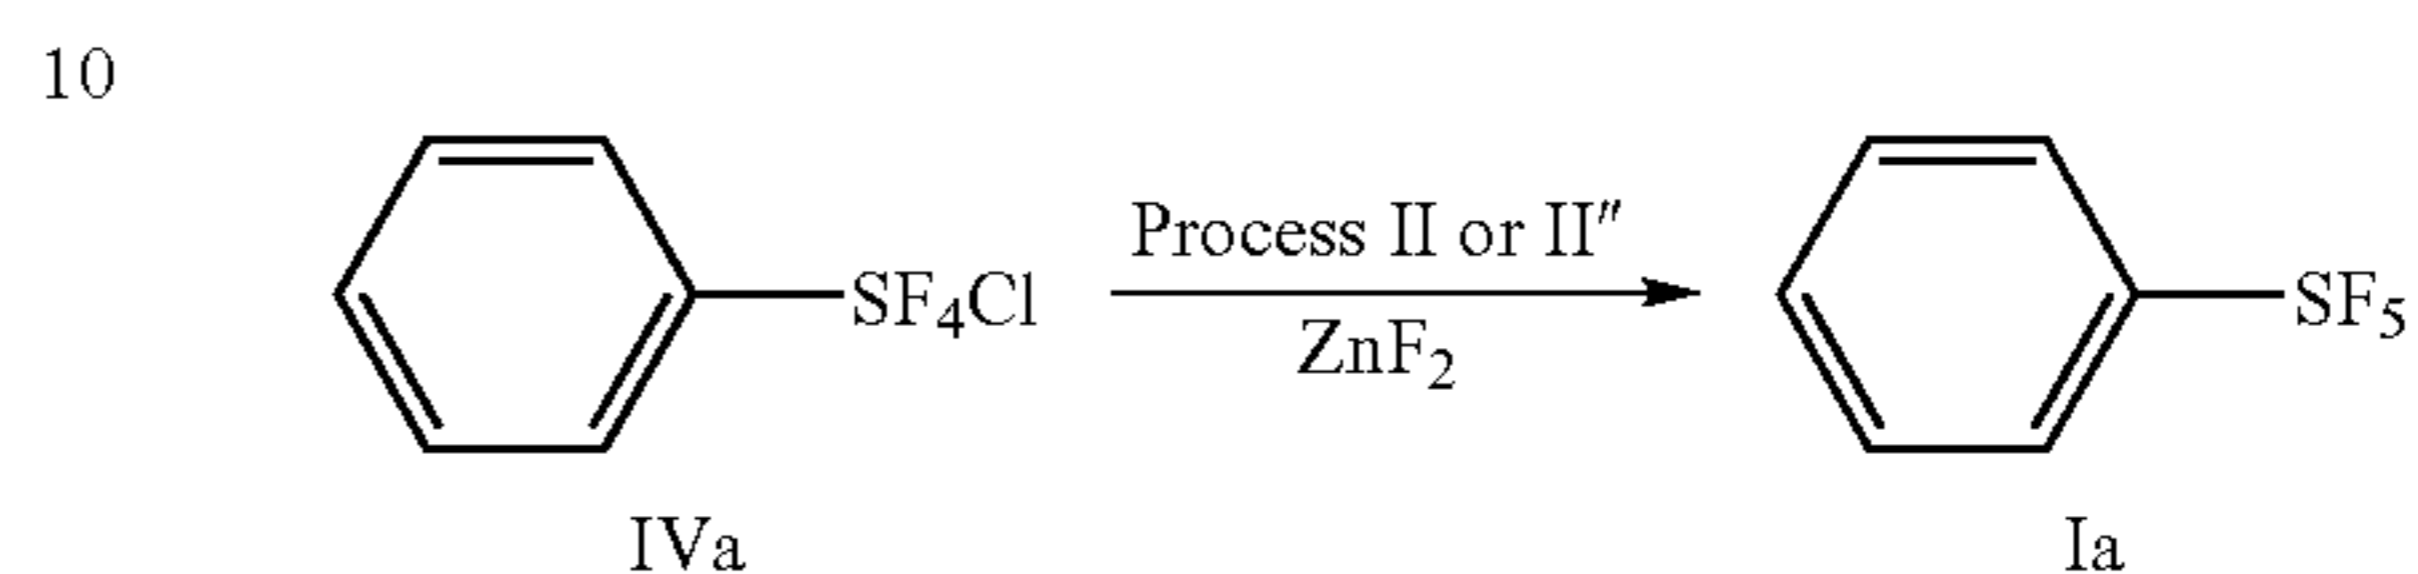 10
Process II or II″
SF₄Cl
ZnF₂
SF₅
IVa
Ia